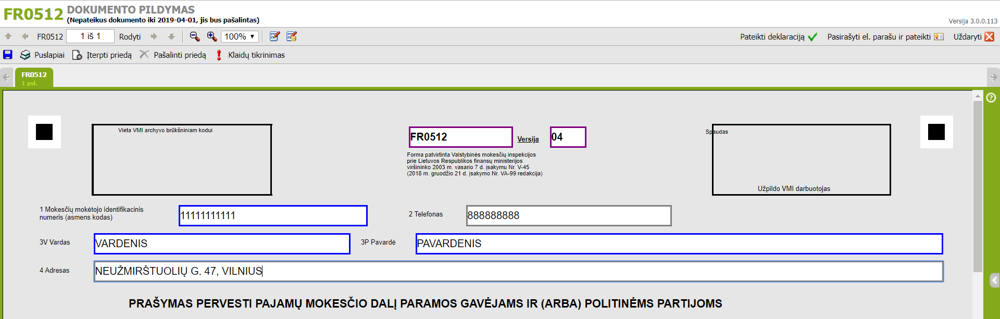 FR0512 DOKUMENTO PILDYMAS
(Nepateikus dokumento iki 2019-04-01, jis bus pašalintas)
Versija 3.0.0.113
FR0512 1 iš 1 Rodyti 100% Pateikti deklaraciją Pasirašyti el. parašu ir pateikti Uždaryti
Puslapiai Įterpti priedą Pašalinti priedą Klaidų tikrinimas
FR0512
1 psl.
Vieta VMI archyvo brūkšniniam kodui
FR0512 Versija 04
Spaudas
Forma patvirtinta Valstybinės mokesčių inspekcijos
prie Lietuvos Respublikos finansų ministerijos
viršininko 2003 m. vasario 7 d. įsakymu Nr. V-45
(2018 m. gruodžio 21 d. įsakymo Nr. VA-99 redakcija)
Užpildo VMI darbuotojas
1 Mokesčių mokėtojo identifikacinis
numeris (asmens kodas)
11111111111
2 Telefonas 888888888
3V Vardas VARDENIS 3P Pavardė PAVARDENIS
4 Adresas NEUŽMIRŠTUOLIŲ G. 47, VILNIUS
PRAŠYMAS PERVESTI PAJAMŲ MOKESČIO DALĮ PARAMOS GAVĖJAMS IR (ARBA) POLITINĖMS PARTIJOMS